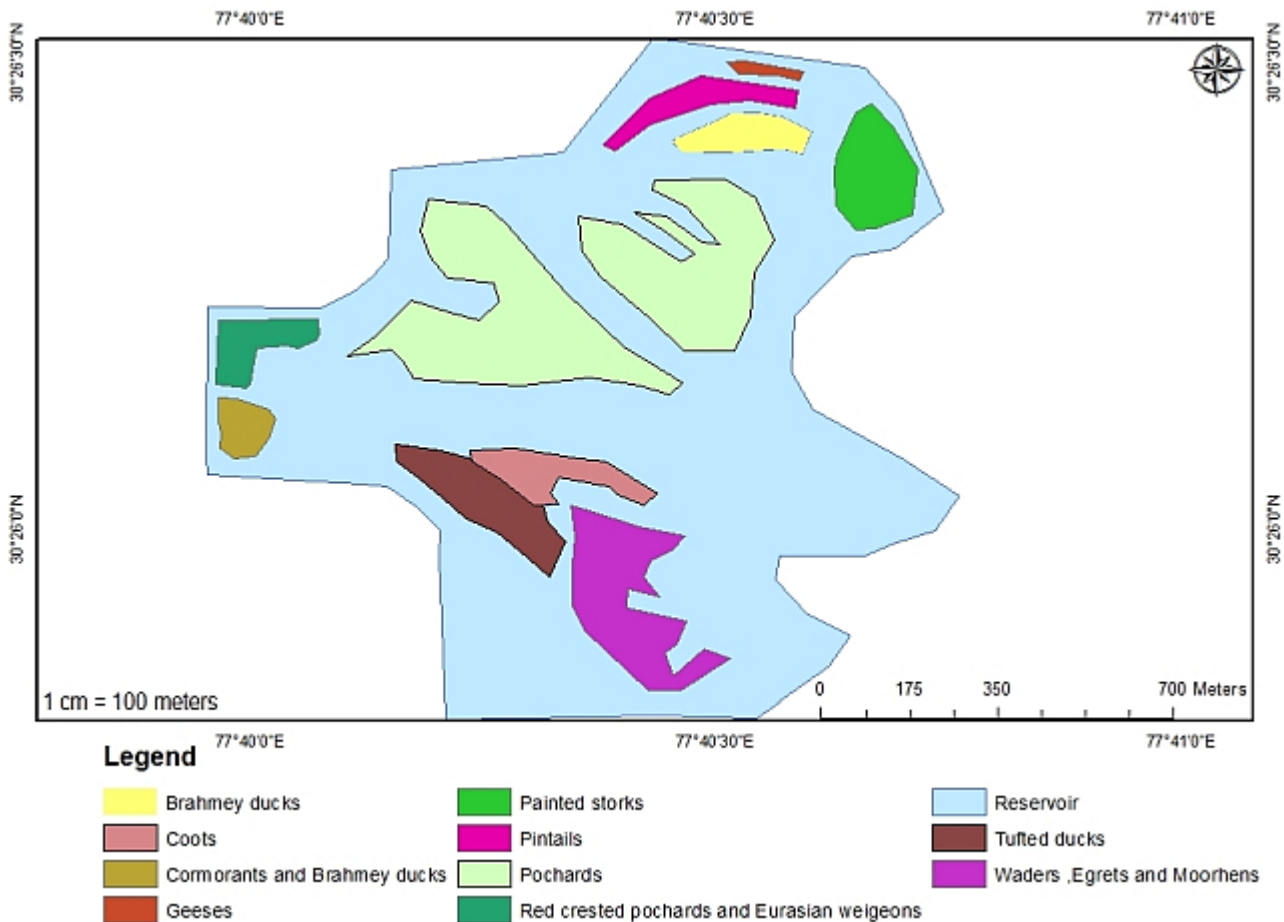 77°40'0"E 77°40'30"E 77°41'0"E
30°26'30"N 30°26'30"N
30°26'0"N 30°26'0"N
1 cm = 100 meters
0 175 350 700 Meters
77°40'0"E 77°40'30"E 77°41'0"E
Legend
Brahmey ducks
Coots
Cormorants and Brahmey ducks
Geeses
Painted storks
Pintails
Pochards
Red crested pochards and Eurasian weigeons
Reservoir
Tufted ducks
Waders ,Egrets and Moorhens